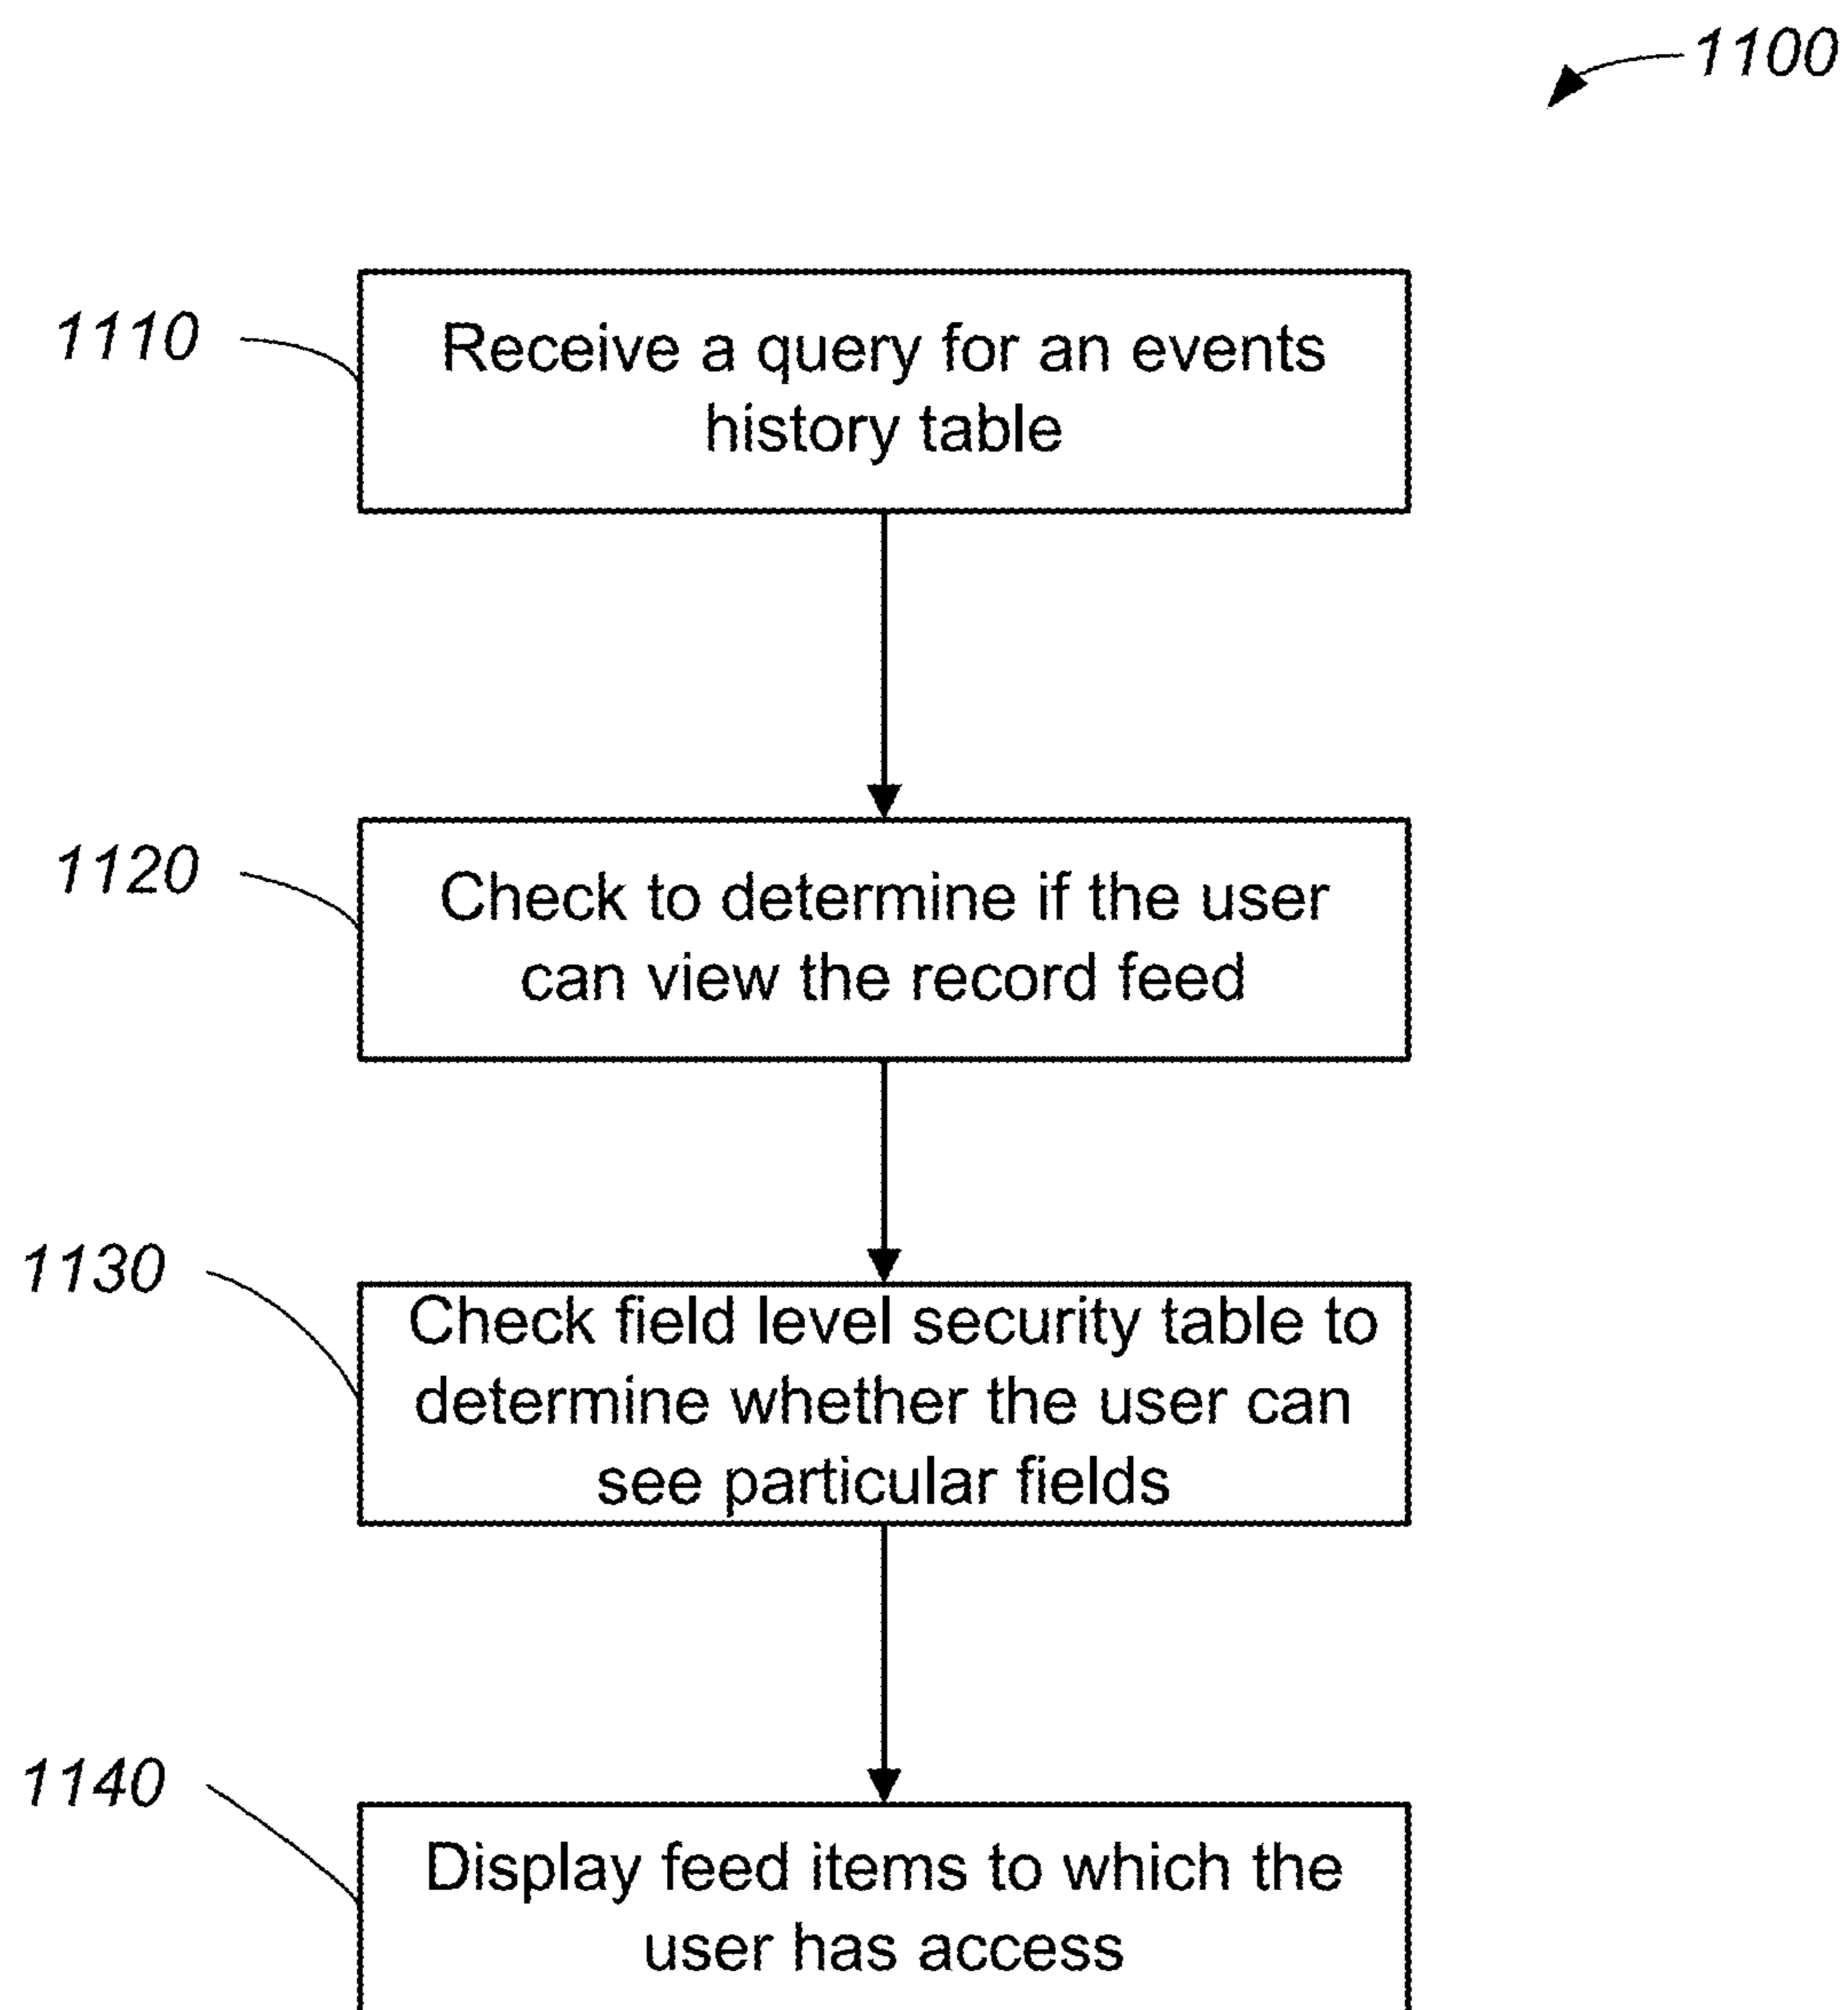 1100
1110
Receive a query for an events
history table
1120
Check to determine if the user
can view the record feed
1130
Check field level security table to
determine whether the user can
see particular fields
1140
Display feed items to which the
user has access